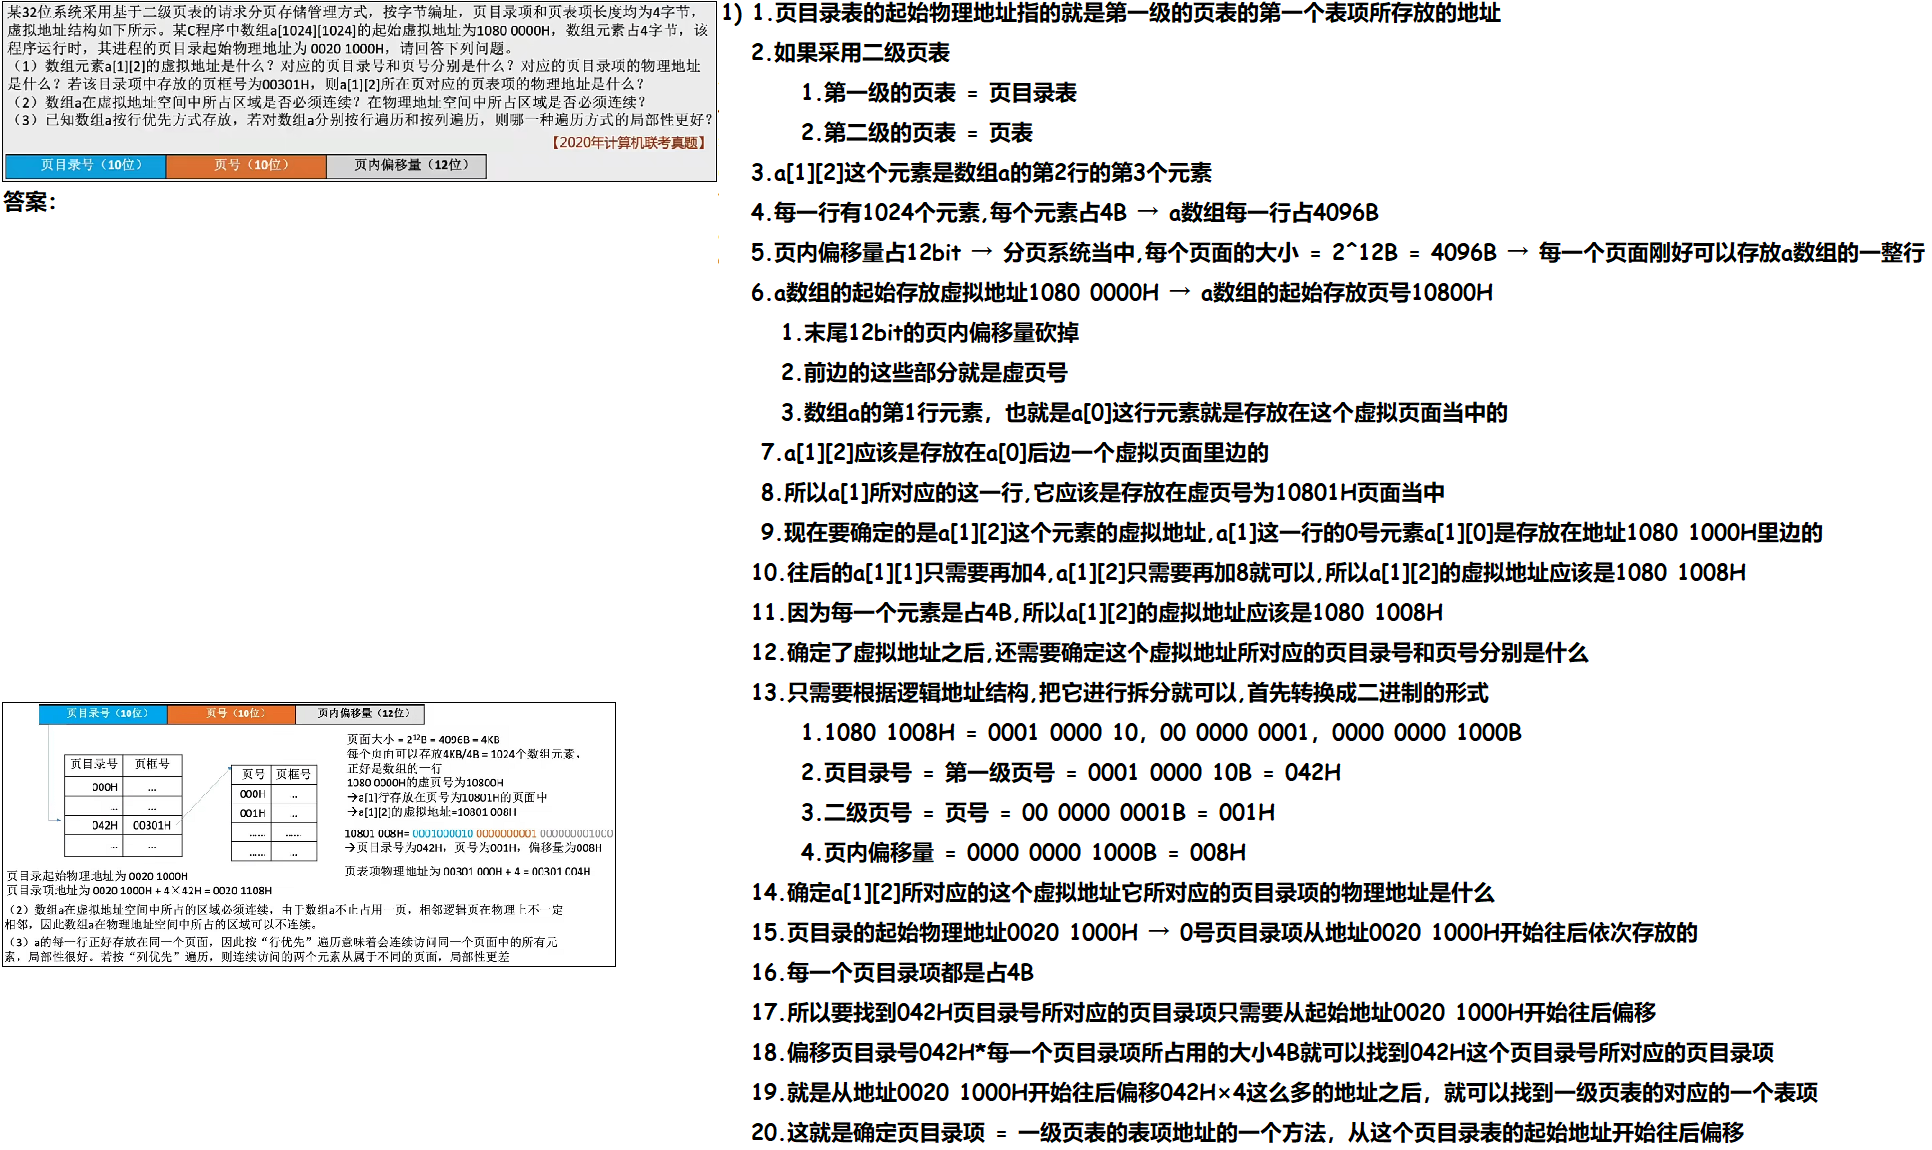 某32位系统采用基于二级页表的请求分页存储管理方式，按字节编址，页目录项和页表项长度均为4字节，
虚拟地址结构如下所示。某C程序中数组a[1024][1024]的起始虚拟地址为1080 0000H，数组元素占4字节，该
程序运行时，其进程的页目录起始物理地址为 0020 1000H，请回答下列问题。
（1）数组元素a[1][2]的虚拟地址是什么？对应的页目录号和页号分别是什么？对应的页目录项的物理地址
是什么？若该目录项中存放的页框号为00301H，则a[1][2]所在页对应的页表项的物理地址是什么？
（2）数组a在虚拟地址空间中所占区域是否必须连续？在物理地址空间中所占区域是否必须连续？
（3）已知数组a按行优先方式存放，若对数组a分别按行遍历和按列遍历，则哪一种遍历方式的局部性更好？
【2020年计算机联考真题】
页目录号（10位） 页号（10位） 页内偏移量（12位）
答案：
页目录号（10位） 页号（10位） 页内偏移量（12位）
页目录号 页框号
000H ...
... ...
042H 00301H
... ...
页号 页框号
000H ..
001H ..
...... ......
...... ..
页面大小 = 2¹²B = 4096B = 4KB
每个页面可以存放4KB/4B = 1024个数组元素，
正好是数组的一行
1080 0000H的虚页号为10800H
→a[1]行存放在页号为10801H的页面中
→a[1][2]的虚拟地址=10801 008H
10801 008H= 0001000010 0000000001 000000001000
→页目录号为042H，页号为001H，偏移量为008H
页表项物理地址为 00301 000H + 4 = 00301 004H
页目录起始物理地址为 0020 1000H
页目录项地址为 0020 1000H + 4×42H = 0020 1108H
（2）数组a在虚拟地址空间中所占的区域必须连续，由于数组a不止占用一页，相邻逻辑页在物理上不一定
相邻，因此数组a在物理地址空间中所占的区域可以不连续。
（3）a的每一行正好存放在同一个页面，因此按“行优先”遍历意味着会连续访问同一个页面中的所有元
素，局部性很好。若按“列优先”遍历，则连续访问的两个元素从属于不同的页面，局部性更差
1) 1.页目录表的起始物理地址指的就是第一级的页表的第一个表项所存放的地址
2.如果采用二级页表
1.第一级的页表 = 页目录表
2.第二级的页表 = 页表
3.a[1][2]这个元素是数组a的第2行的第3个元素
4.每一行有1024个元素,每个元素占4B → a数组每一行占4096B
5.页内偏移量占12bit → 分页系统当中,每个页面的大小 = 2^12B = 4096B → 每一个页面刚好可以存放a数组的一整行
6.a数组的起始存放虚拟地址1080 0000H → a数组的起始存放页号10800H
1.末尾12bit的页内偏移量砍掉
2.前边的这些部分就是虚页号
3.数组a的第1行元素，也就是a[0]这行元素就是存放在这个虚拟页面当中的
7.a[1][2]应该是存放在a[0]后边一个虚拟页面里边的
8.所以a[1]所对应的这一行,它应该是存放在虚页号为10801H页面当中
9.现在要确定的是a[1][2]这个元素的虚拟地址,a[1]这一行的0号元素a[1][0]是存放在地址1080 1000H里边的
10.往后的a[1][1]只需要再加4,a[1][2]只需要再加8就可以,所以a[1][2]的虚拟地址应该是1080 1008H
11.因为每一个元素是占4B,所以a[1][2]的虚拟地址应该是1080 1008H
12.确定了虚拟地址之后,还需要确定这个虚拟地址所对应的页目录号和页号分别是什么
13.只需要根据逻辑地址结构,把它进行拆分就可以,首先转换成二进制的形式
1.1080 1008H = 0001 0000 10，00 0000 0001，0000 0000 1000B
2.页目录号 = 第一级页号 = 0001 0000 10B = 042H
3.二级页号 = 页号 = 00 0000 0001B = 001H
4.页内偏移量 = 0000 0000 1000B = 008H
14.确定a[1][2]所对应的这个虚拟地址它所对应的页目录项的物理地址是什么
15.页目录的起始物理地址0020 1000H → 0号页目录项从地址0020 1000H开始往后依次存放的
16.每一个页目录项都是占4B
17.所以要找到042H页目录号所对应的页目录项只需要从起始地址0020 1000H开始往后偏移
18.偏移页目录号042H*每一个页目录项所占用的大小4B就可以找到042H这个页目录号所对应的页目录项
19.就是从地址0020 1000H开始往后偏移042H×4这么多的地址之后，就可以找到一级页表的对应的一个表项
20.这就是确定页目录项 = 一级页表的表项地址的一个方法，从这个页目录表的起始地址开始往后偏移